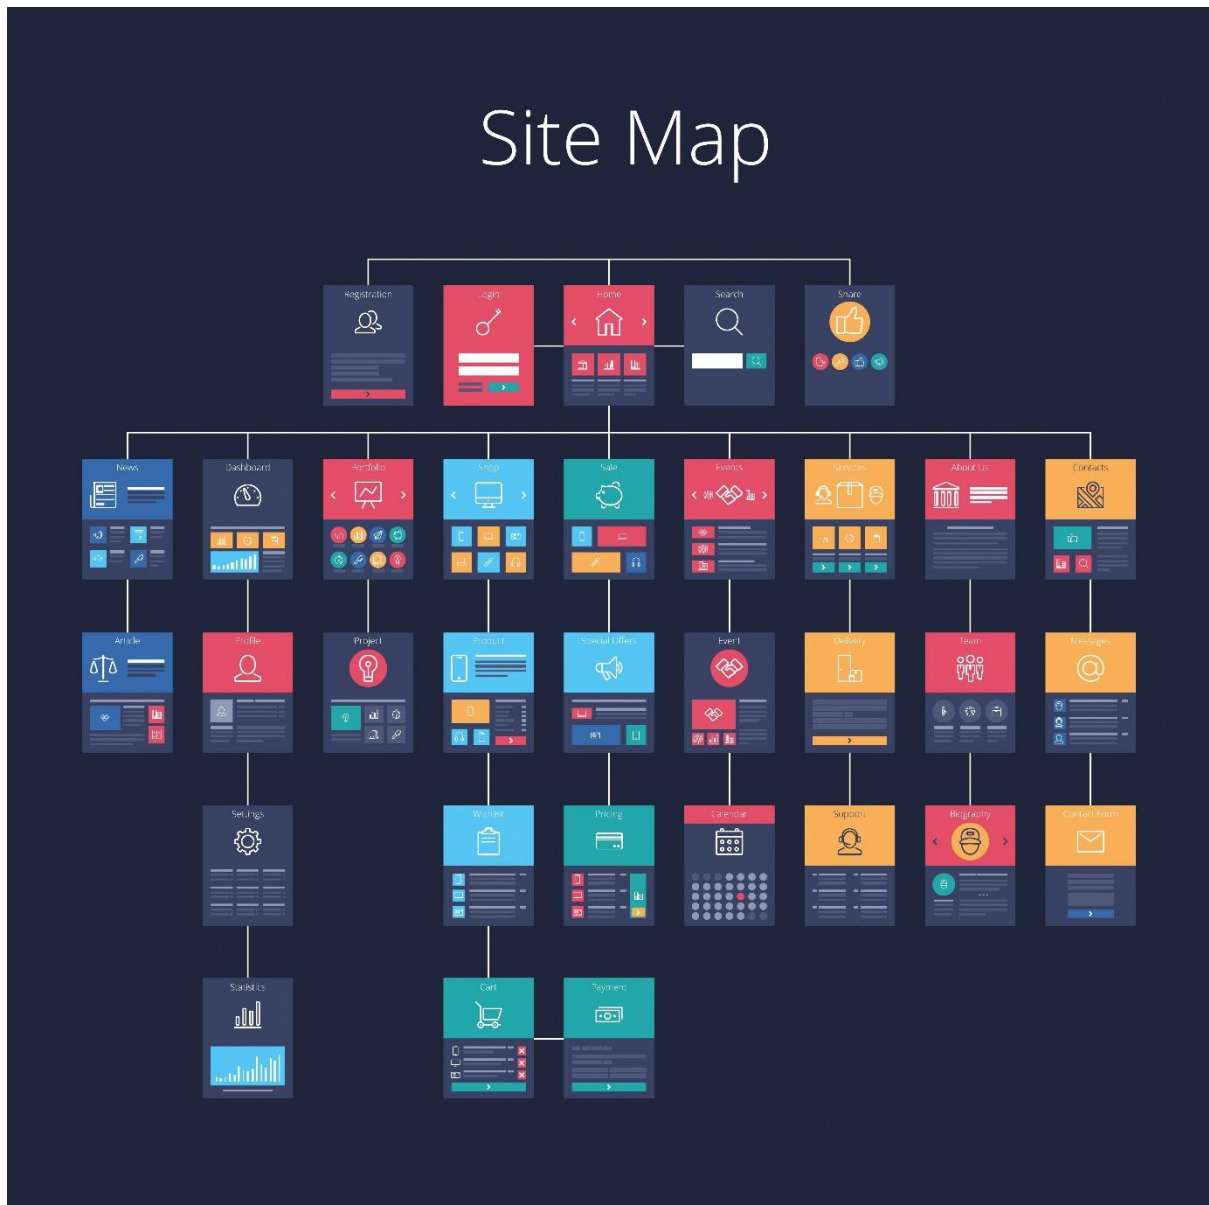 Site Map
Registration
Login
Home
Search
Share
News
Dashboard
Portfolio
Shop
Sale
Events
Services
About Us
Contacts
Article
Profile
Project
Product
Special Offers
Event
Delivery
Team
Messages
Settings
Wishlist
Pricing
Calendar
Support
Biography
Contact Form
Statistics
Cart
Payment